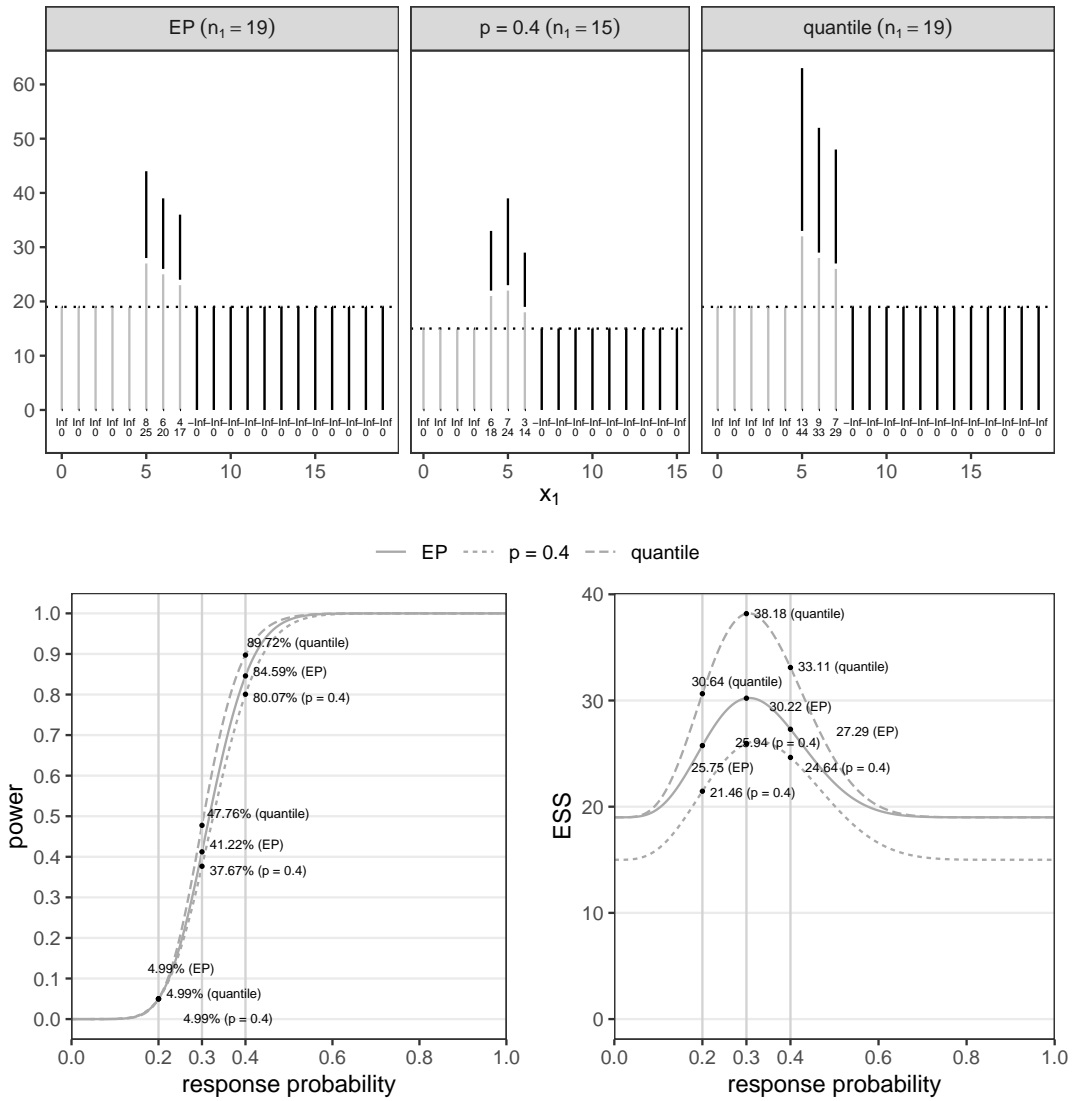 EP (n₁ = 19) p = 0.4 (n₁ = 15) quantile (n₁ = 19)
60
50
40
30
20
10
0
Inf Inf Inf Inf Inf 8 6 4 −Inf −Inf −Inf −Inf −Inf −Inf −Inf −Inf −Inf −Inf −Inf −Inf Inf Inf Inf Inf 6 7 3 −Inf −Inf −Inf −Inf −Inf −Inf −Inf −Inf −Inf Inf Inf Inf Inf Inf 13 9 7 −Inf −Inf −Inf −Inf −Inf −Inf −Inf −Inf −Inf −Inf −Inf −Inf
0 0 0 0 0 25 20 17 0 0 0 0 0 0 0 0 0 0 0 0 0 0 0 0 18 24 14 0 0 0 0 0 0 0 0 0 0 0 0 0 0 44 33 29 0 0 0 0 0 0 0 0 0 0 0 0
0 5 10 15 0 5 10 15 0 5 10 15
x₁
EP p = 0.4 quantile
1.0
0.9
0.8
0.7
0.6
0.5
0.4
0.3
0.2
0.1
0.0
power
89.72% (quantile)
84.59% (EP)
80.07% (p = 0.4)
47.76% (quantile)
41.22% (EP)
37.67% (p = 0.4)
4.99% (EP)
4.99% (quantile)
4.99% (p = 0.4)
0.0 0.2 0.3 0.4 0.6 0.8 1.0
response probability
40
30
20
10
0
ESS
38.18 (quantile)
33.11 (quantile)
30.64 (quantile)
30.22 (EP)
27.29 (EP)
25.94 (p = 0.4)
25.75 (EP)
24.64 (p = 0.4)
21.46 (p = 0.4)
0.0 0.2 0.3 0.4 0.6 0.8 1.0
response probability